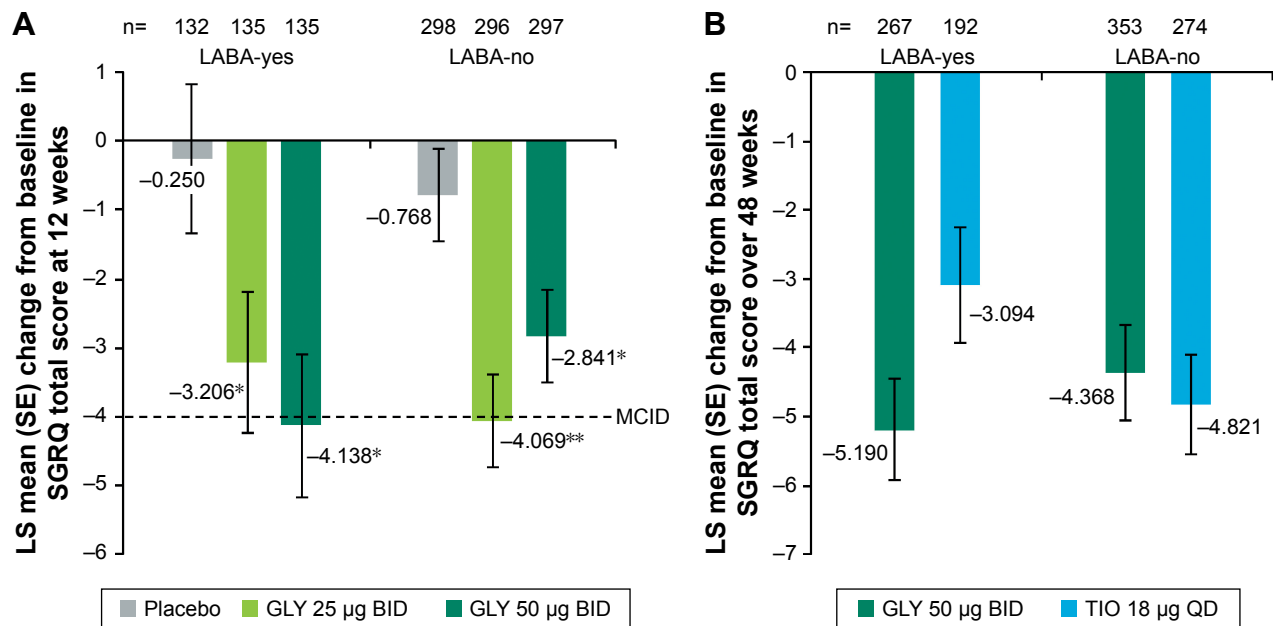 A
n= 132 135 135 298 296 297
LABA-yes LABA-no
LS mean (SE) change from baseline in
SGRQ total score at 12 weeks
1
0
–1
–2
–3
–4
–5
–6
–0.250
–3.206*
–4.138*
–0.768
–4.069**
–2.841*
MCID
Placebo GLY 25 µg BID GLY 50 µg BID
B
n= 267 192 353 274
LABA-yes LABA-no
LS mean (SE) change from baseline in
SGRQ total score over 48 weeks
0
–1
–2
–3
–4
–5
–6
–7
–5.190
–3.094
–4.368
–4.821
GLY 50 µg BID TIO 18 µg QD